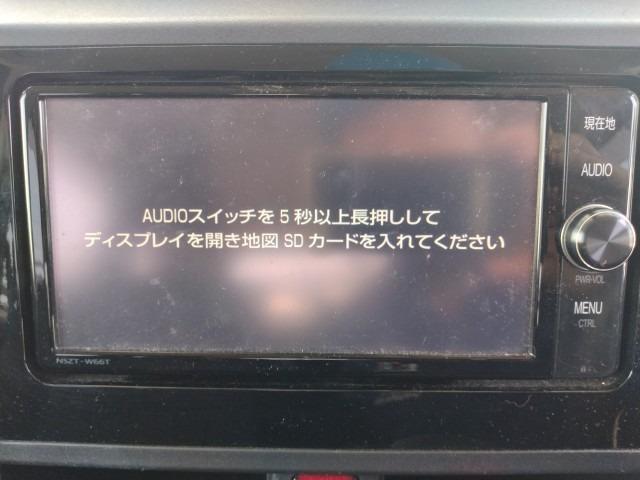 現在地
AUDIO
AUDIOスイッチを5秒以上長押しして
ディスプレイを開き地図SDカードを入れてください
PWR-VOL
MENU
CTRL
NSZT-W66T